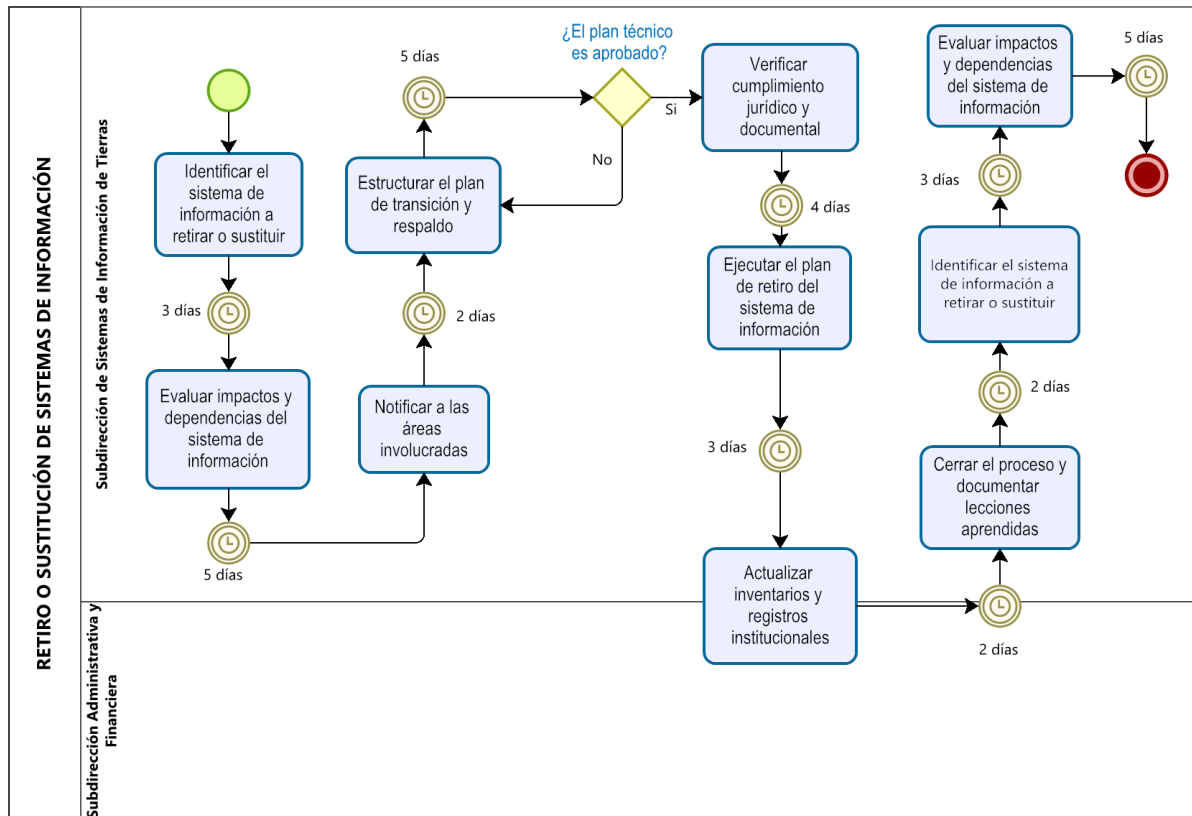 RETIRO O SUSTITUCIÓN DE SISTEMAS DE INFORMACIÓN
Subdirección de Sistemas de Información de Tierras
Identificar el
sistema de
información a
retirar o sustituir
3 días
Evaluar impactos y
dependencias del
sistema de
información
5 días
Notificar a las
áreas
involucradas
2 días
Estructurar el plan
de transición y
respaldo
5 días
¿El plan técnico
es aprobado?
Si
No
Verificar
cumplimiento
jurídico y
documental
4 días
Ejecutar el plan
de retiro del
sistema de
información
3 días
Actualizar
inventarios y
registros
institucionales
2 días
Cerrar el proceso y
documentar
lecciones
aprendidas
2 días
Identificar el sistema
de información a
retirar o sustituir
3 días
Evaluar impactos
y dependencias
del sistema de
información
5 días
Subdirección Administrativa y
Financiera